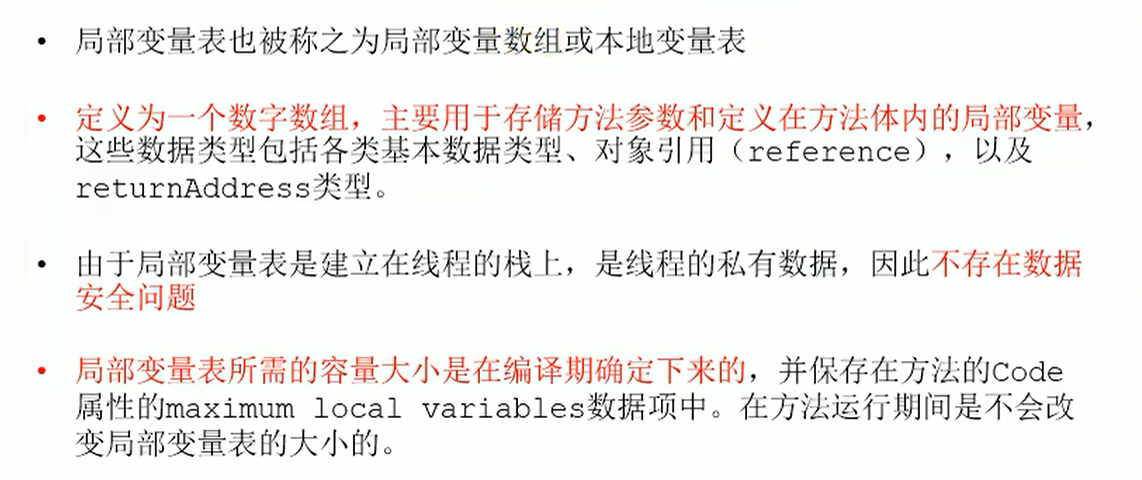 • 局部变量表也被称之为局部变量数组或本地变量表
• 定义为一个数字数组，主要用于存储方法参数和定义在方法体内的局部变量，
这些数据类型包括各类基本数据类型、对象引用（reference），以及
returnAddress类型。
• 由于局部变量表是建立在线程的栈上，是线程的私有数据，因此不存在数据
安全问题
• 局部变量表所需的容量大小是在编译期确定下来的，并保存在方法的Code
属性的maximum local variables数据项中。在方法运行期间是不会改
变局部变量表的大小的。